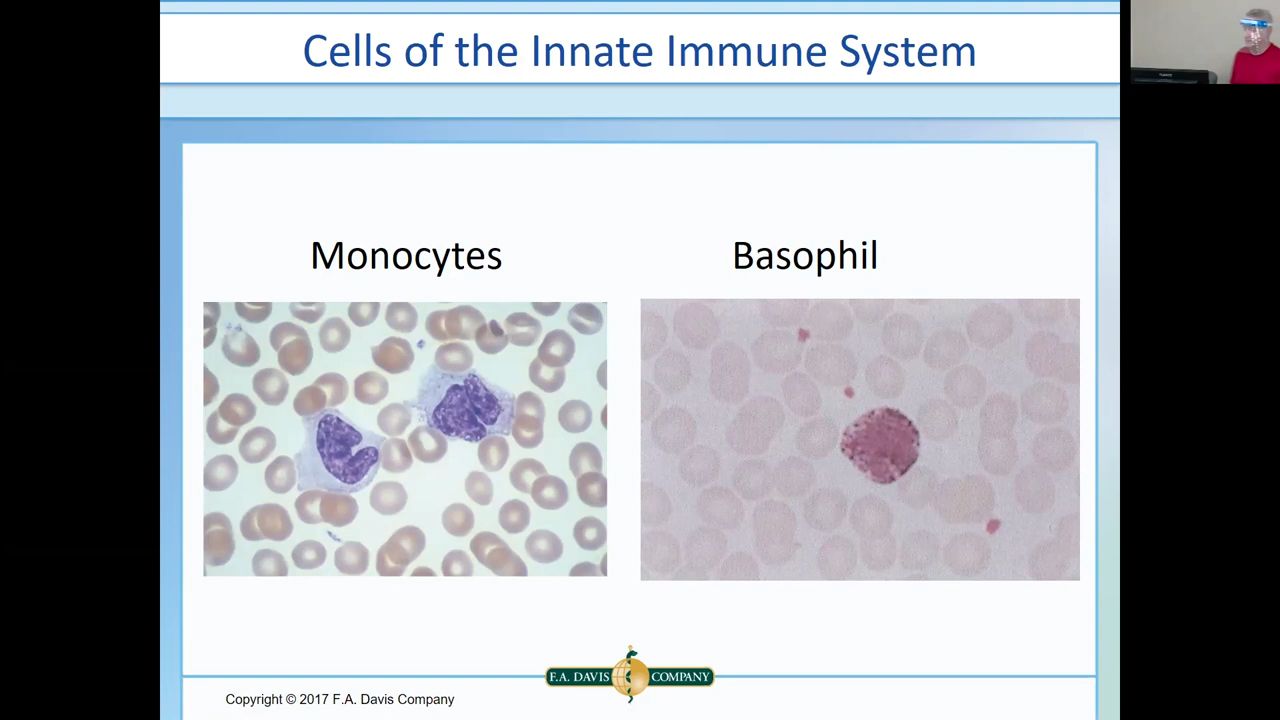 Cells of the Innate Immune System
Monocytes
Basophil
F.A. DAVIS COMPANY
Copyright © 2017 F.A. Davis Company